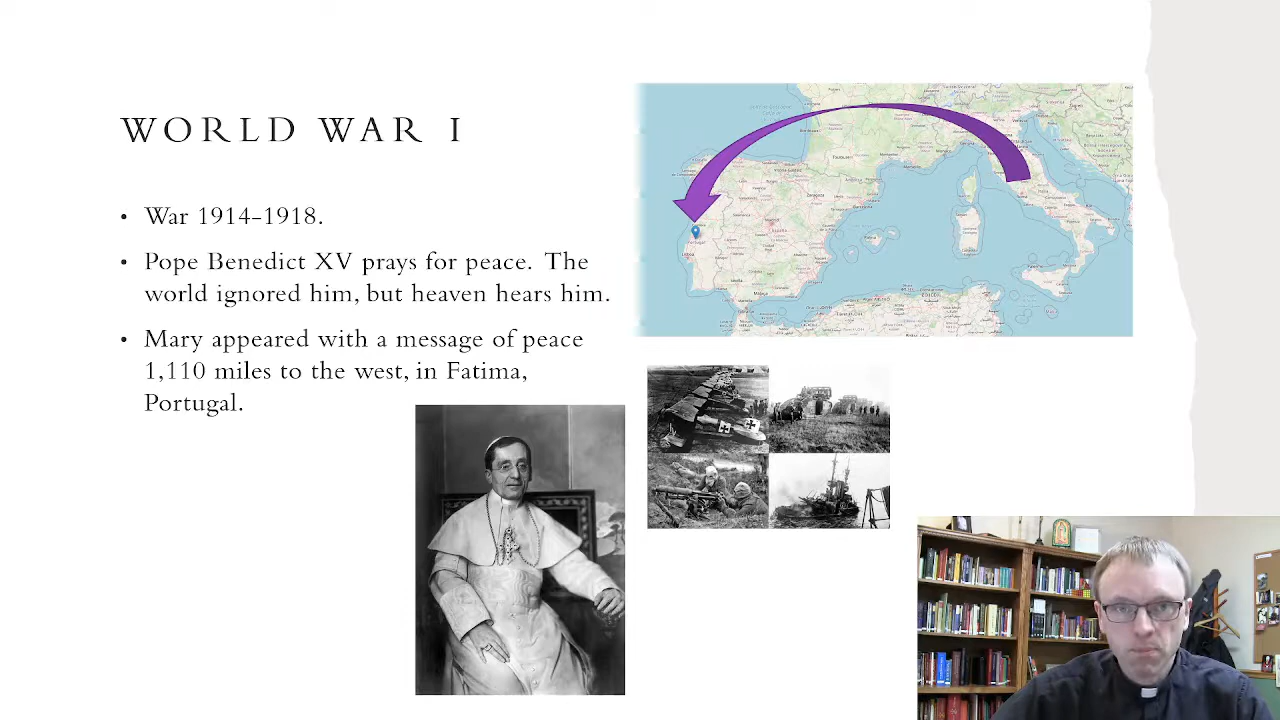 WORLD WAR I
• War 1914-1918.
• Pope Benedict XV prays for peace. The
world ignored him, but heaven hears him.
• Mary appeared with a message of peace
1,110 miles to the west, in Fatima,
Portugal.